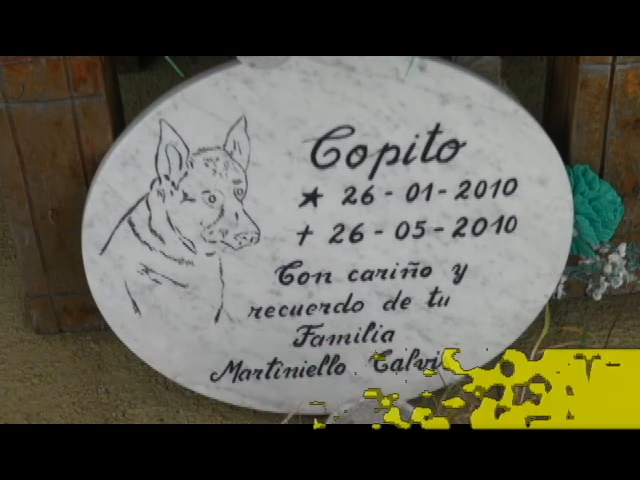 Copito
★ 26 - 01 - 2010
+ 26 - 05 - 2010
Con cariño y
recuerdo de tu
Familia
Martiniello